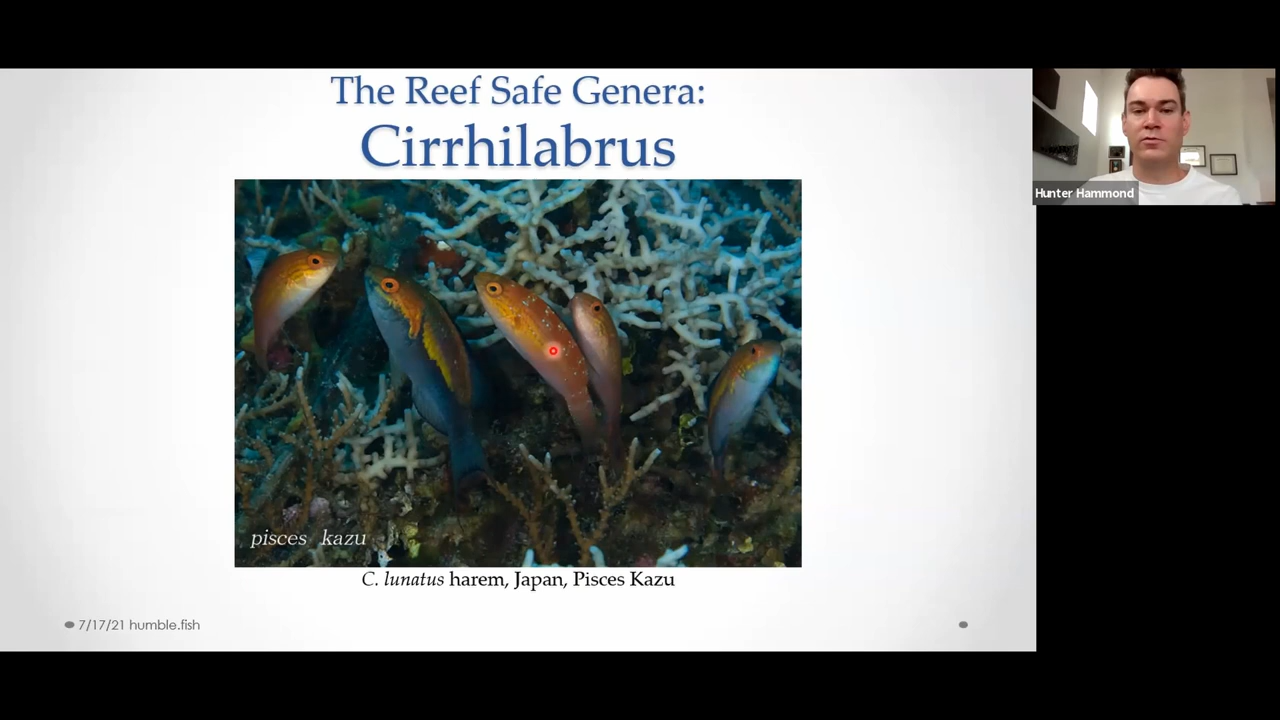 The Reef Safe Genera:
Cirrhilabrus
Hunter Hammond
pisces kazu
C. lunatus harem, Japan, Pisces Kazu
7/17/21 humble.fish